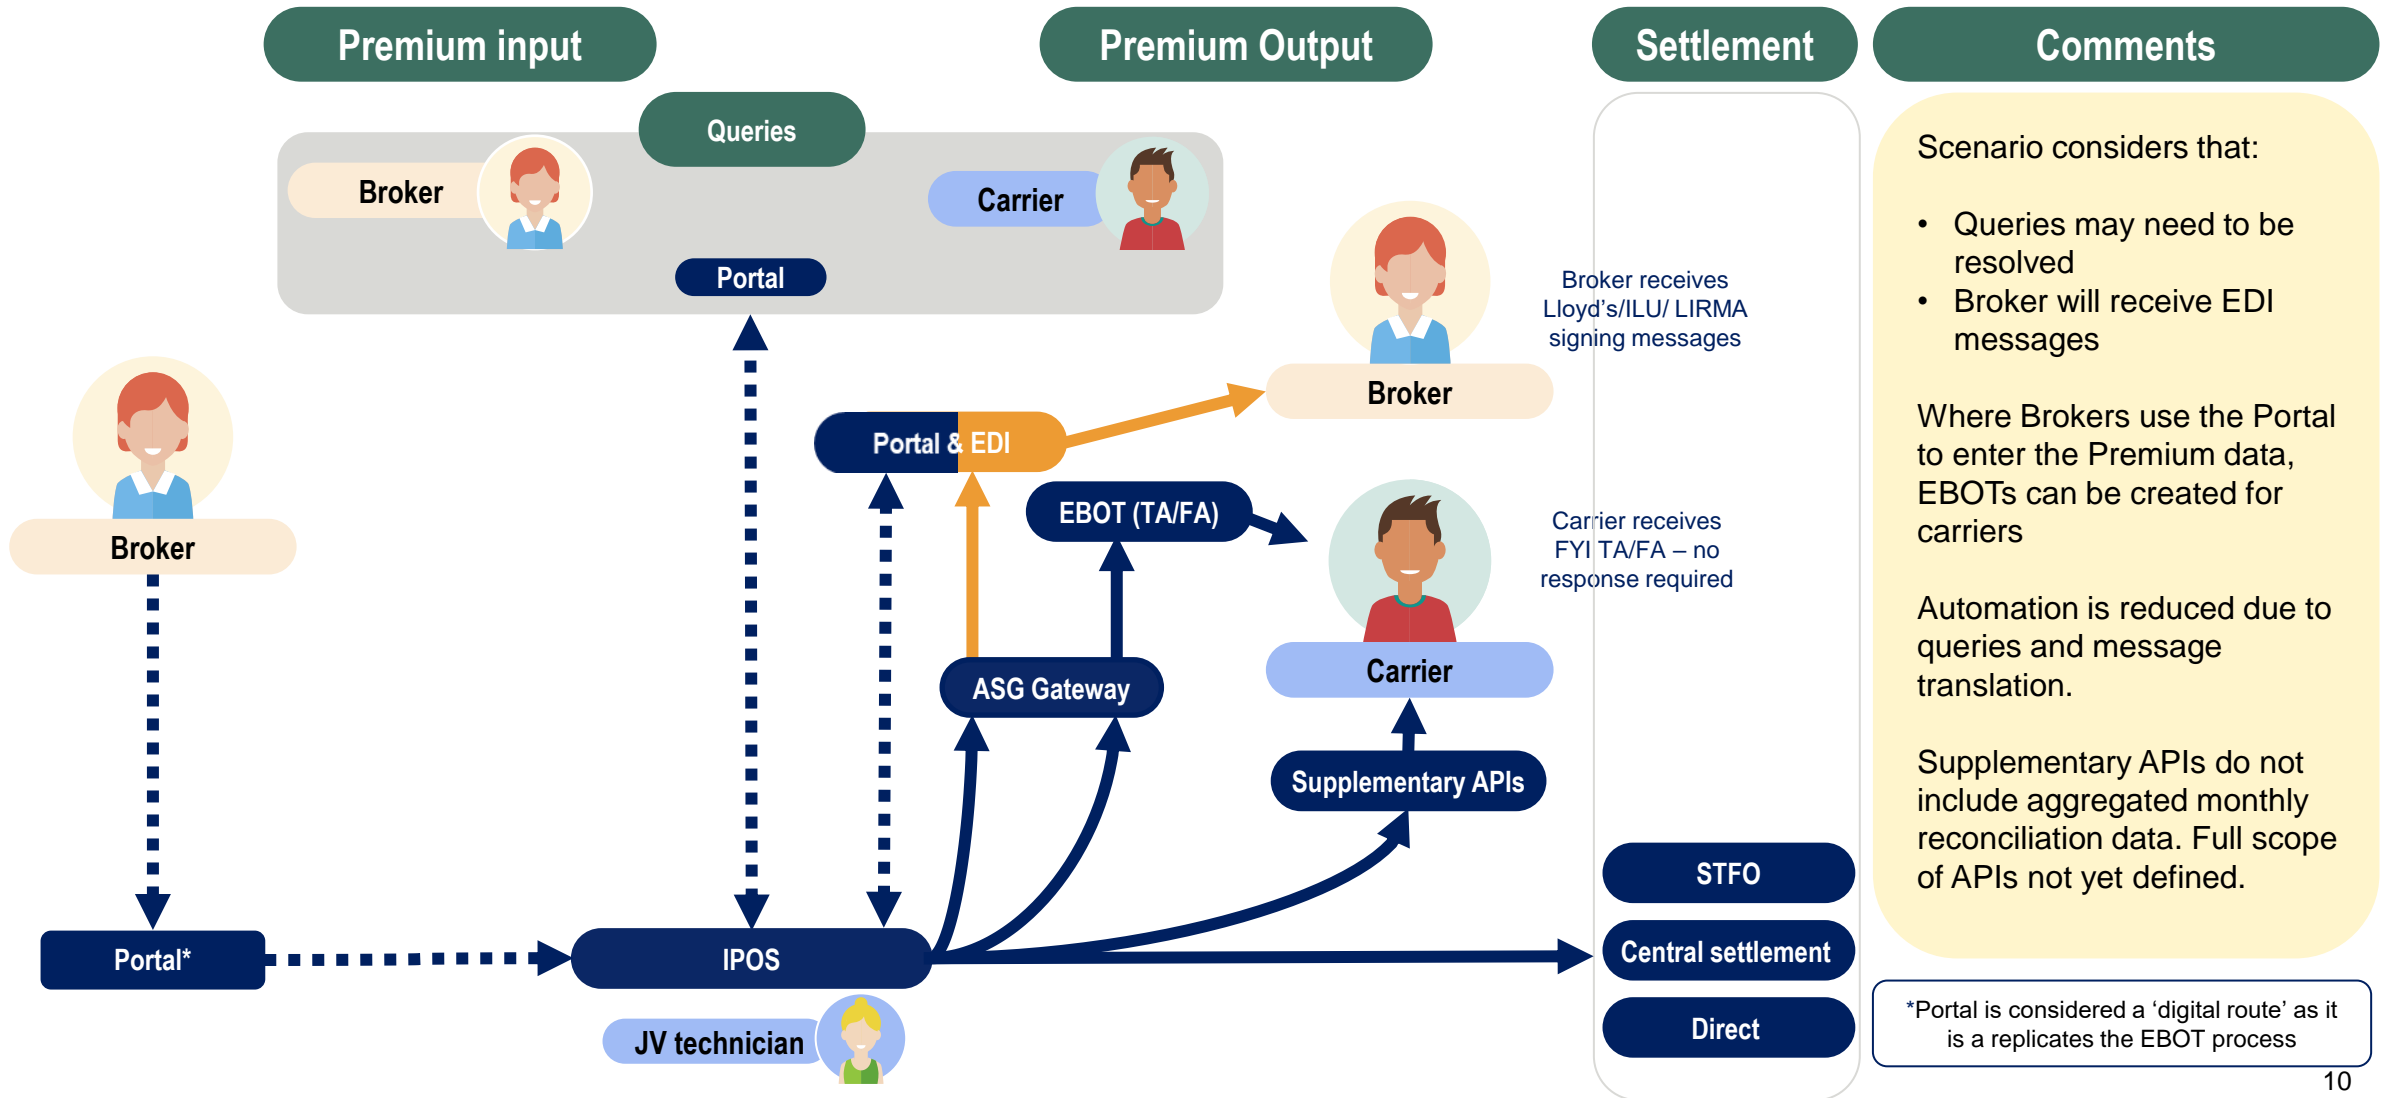 Premium input
Premium Output
Settlement
Comments
Queries
Broker
Carrier
Portal
Broker receives
Lloyd's/ILU/ LIRMA
signing messages
Broker
Portal & EDI
EBOT (TA/FA)
Carrier receives
FYI TA/FA – no
response required
Broker
ASG Gateway
Carrier
Supplementary APIs
STFO
Portal*
IPOS
Central settlement
JV technician
Direct
Scenario considers that:
• Queries may need to be
resolved
• Broker will receive EDI
messages
Where Brokers use the Portal
to enter the Premium data,
EBOTs can be created for
carriers
Automation is reduced due to
queries and message
translation.
Supplementary APIs do not
include aggregated monthly
reconciliation data. Full scope
of APIs not yet defined.
*Portal is considered a ‘digital route’ as it
is a replicates the EBOT process
10